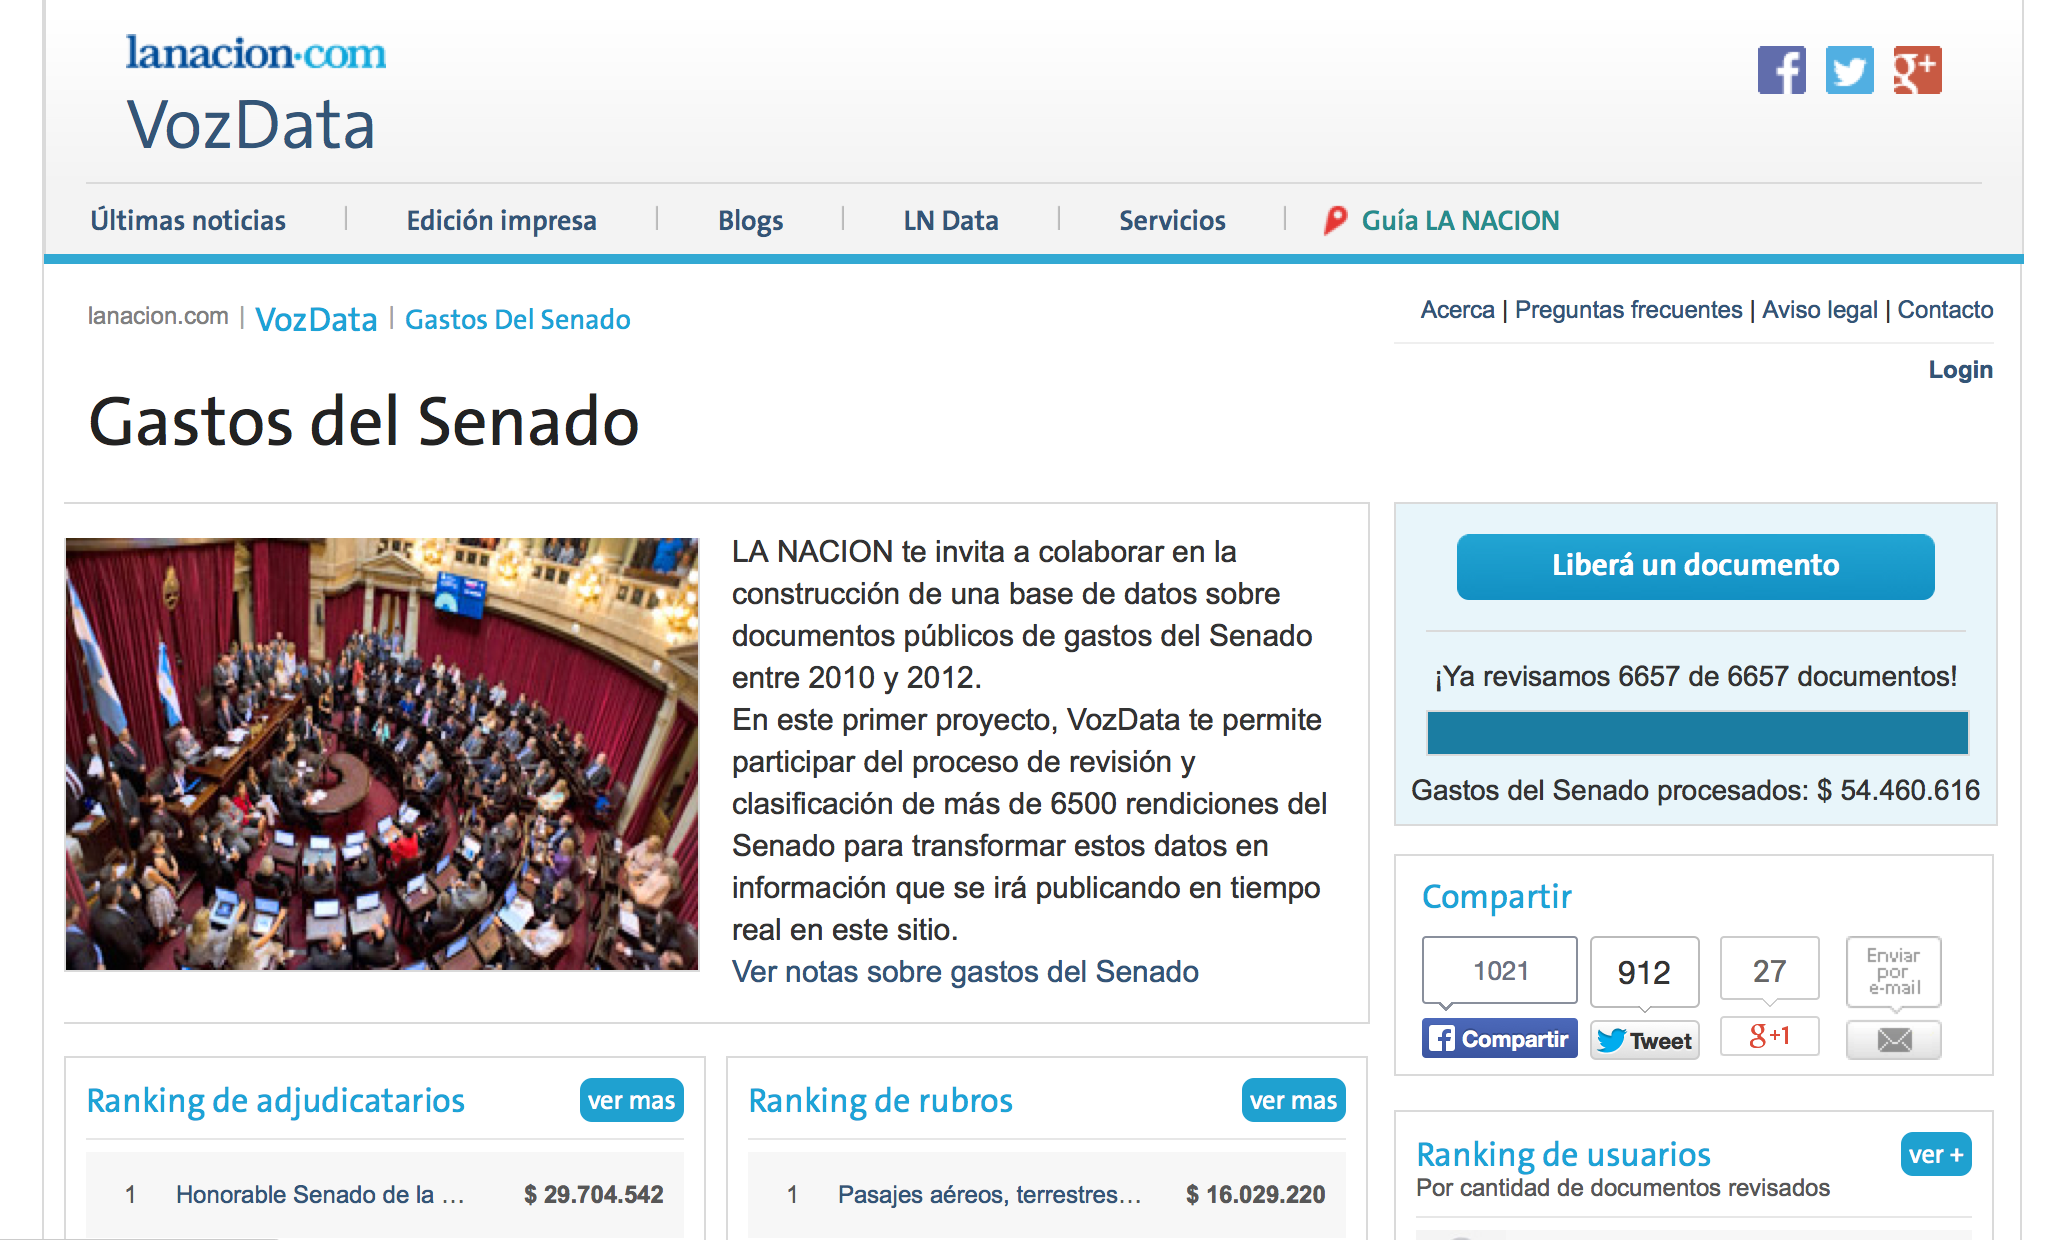 lanacion.com
VozData
Últimas noticias | Edición impresa | Blogs | LN Data | Servicios | Guía LA NACION
lanacion.com | VozData | Gastos Del Senado
Acerca | Preguntas frecuentes | Aviso legal | Contacto
Login
Gastos del Senado
LA NACION te invita a colaborar en la
construcción de una base de datos sobre
documentos públicos de gastos del Senado
entre 2010 y 2012.
En este primer proyecto, VozData te permite
participar del proceso de revisión y
clasificación de más de 6500 rendiciones del
Senado para transformar estos datos en
información que se irá publicando en tiempo
real en este sitio.
Ver notas sobre gastos del Senado
Liberá un documento
¡Ya revisamos 6657 de 6657 documentos!
Gastos del Senado procesados: $ 54.460.616
Compartir
1021
Compartir
912
Tweet
27
g+1
Enviar
por
e-mail
Ranking de adjudicatarios
ver mas
1 Honorable Senado de la ... $ 29.704.542
Ranking de rubros
ver mas
1 Pasajes aéreos, terrestres... $ 16.029.220
Ranking de usuarios
ver +
Por cantidad de documentos revisados